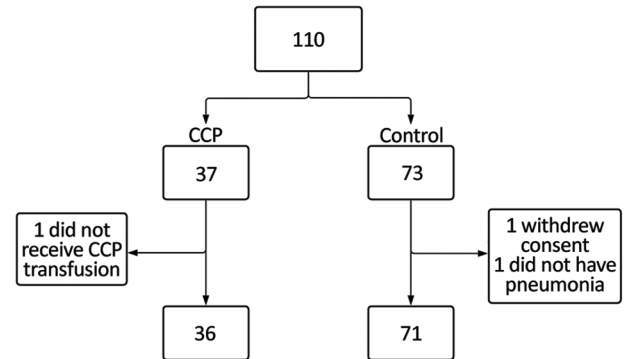 110
CCP
Control
37
73
1 did not
receive CCP
transfusion
1 withdrew
consent
1 did not have
pneumonia
36
71